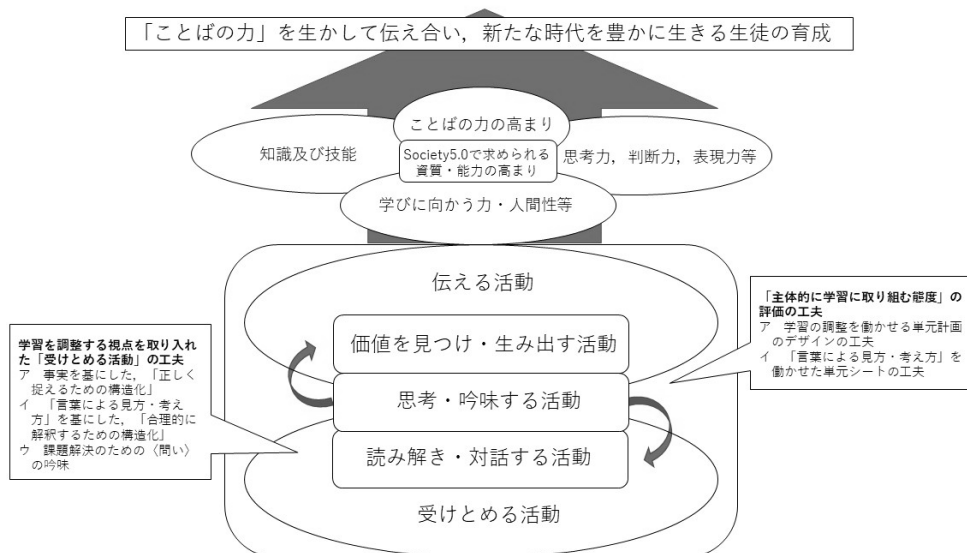 「ことばの力」を生かして伝え合い，新たな時代を豊かに生きる生徒の育成
ことばの力の高まり
知識及び技能
Society5.0で求められる
資質・能力の高まり
思考力，判断力，表現力等
学びに向かう力・人間性等
伝える活動
価値を見つけ・生み出す活動
思考・吟味する活動
読み解き・対話する活動
受けとめる活動
学習を調整する視点を取り入れ
た「受けとめる活動」の工夫
ア　事実を基にした，「正しく
捉えるための構造化」
イ　「言葉による見方・考え
方」を基にした，「合理的に
解釈するための構造化」
ウ　課題解決のための〈問い〉
の吟味
「主体的に学習に取り組む態度」の
評価の工夫
ア　学習の調整を働かせる単元計画
のデザインの工夫
イ　「言葉による見方・考え方」を
働かせた単元シートの工夫